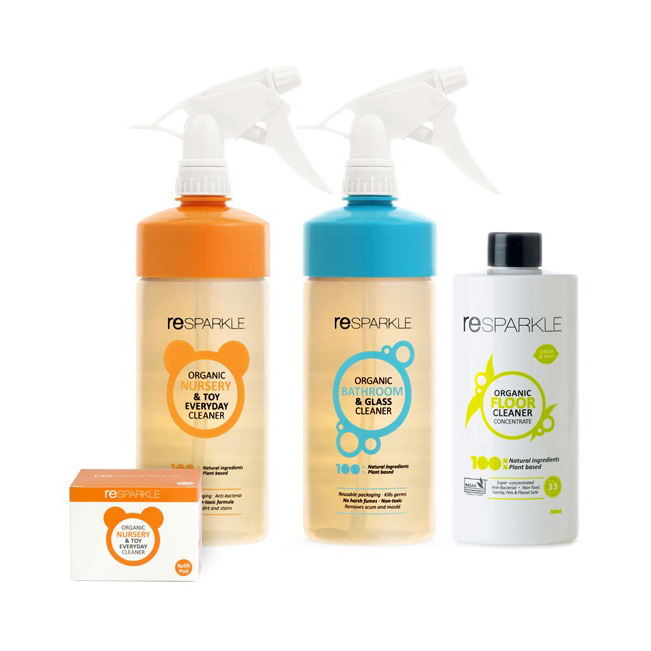 reSPARKLE
ORGANIC
NURSERY
& TOY
EVERYDAY
CLEANER
100%
Natural ingredients
Plant based
Anti-bacterial
formula
dirt and stains
reSPARKLE
ORGANIC
BATHROOM
& GLASS
CLEANER
100%
Natural ingredients
Plant based
Reusable packaging · Kills germs
No harsh fumes · Non-toxic
Removes scum and mould
reSPARKLE
ORGANIC
FLOOR
CLEANER
CONCENTRATE
100%
Natural ingredients
Plant based
Super-concentrated
Anti-Bacterial · Non-Toxic
Family, Pets & Planet Safe
33
reSPARKLE
ORGANIC
NURSERY
& TOY
EVERYDAY
CLEANER
Refill
Pod